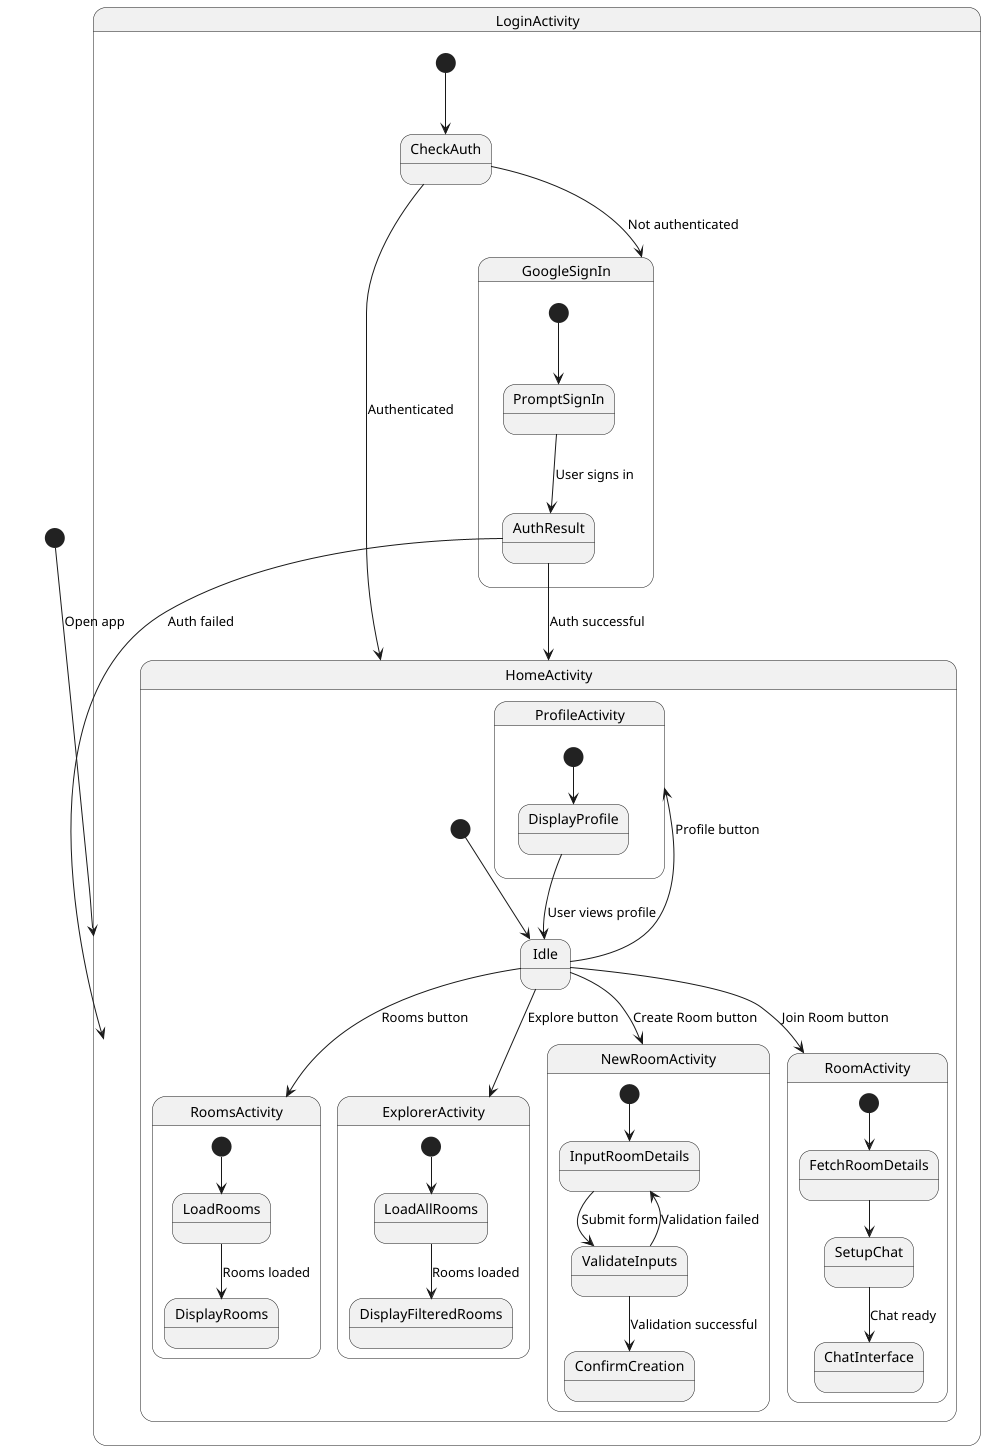 LoginActivity
CheckAuth
Not authenticated
GoogleSignIn
PromptSignIn
Authenticated
User signs in
AuthResult
Open app
Auth failed
Auth successful
HomeActivity
ProfileActivity
DisplayProfile
Profile button
User views profile
Idle
Rooms button
Explore button
Create Room button
Join Room button
NewRoomActivity
RoomActivity
RoomsActivity
ExplorerActivity
InputRoomDetails
FetchRoomDetails
LoadRooms
LoadAllRooms
Submit form
Validation failed
SetupChat
ValidateInputs
Rooms loaded
Rooms loaded
DisplayRooms
DisplayFilteredRooms
Validation successful
Chat ready
ConfirmCreation
ChatInterface